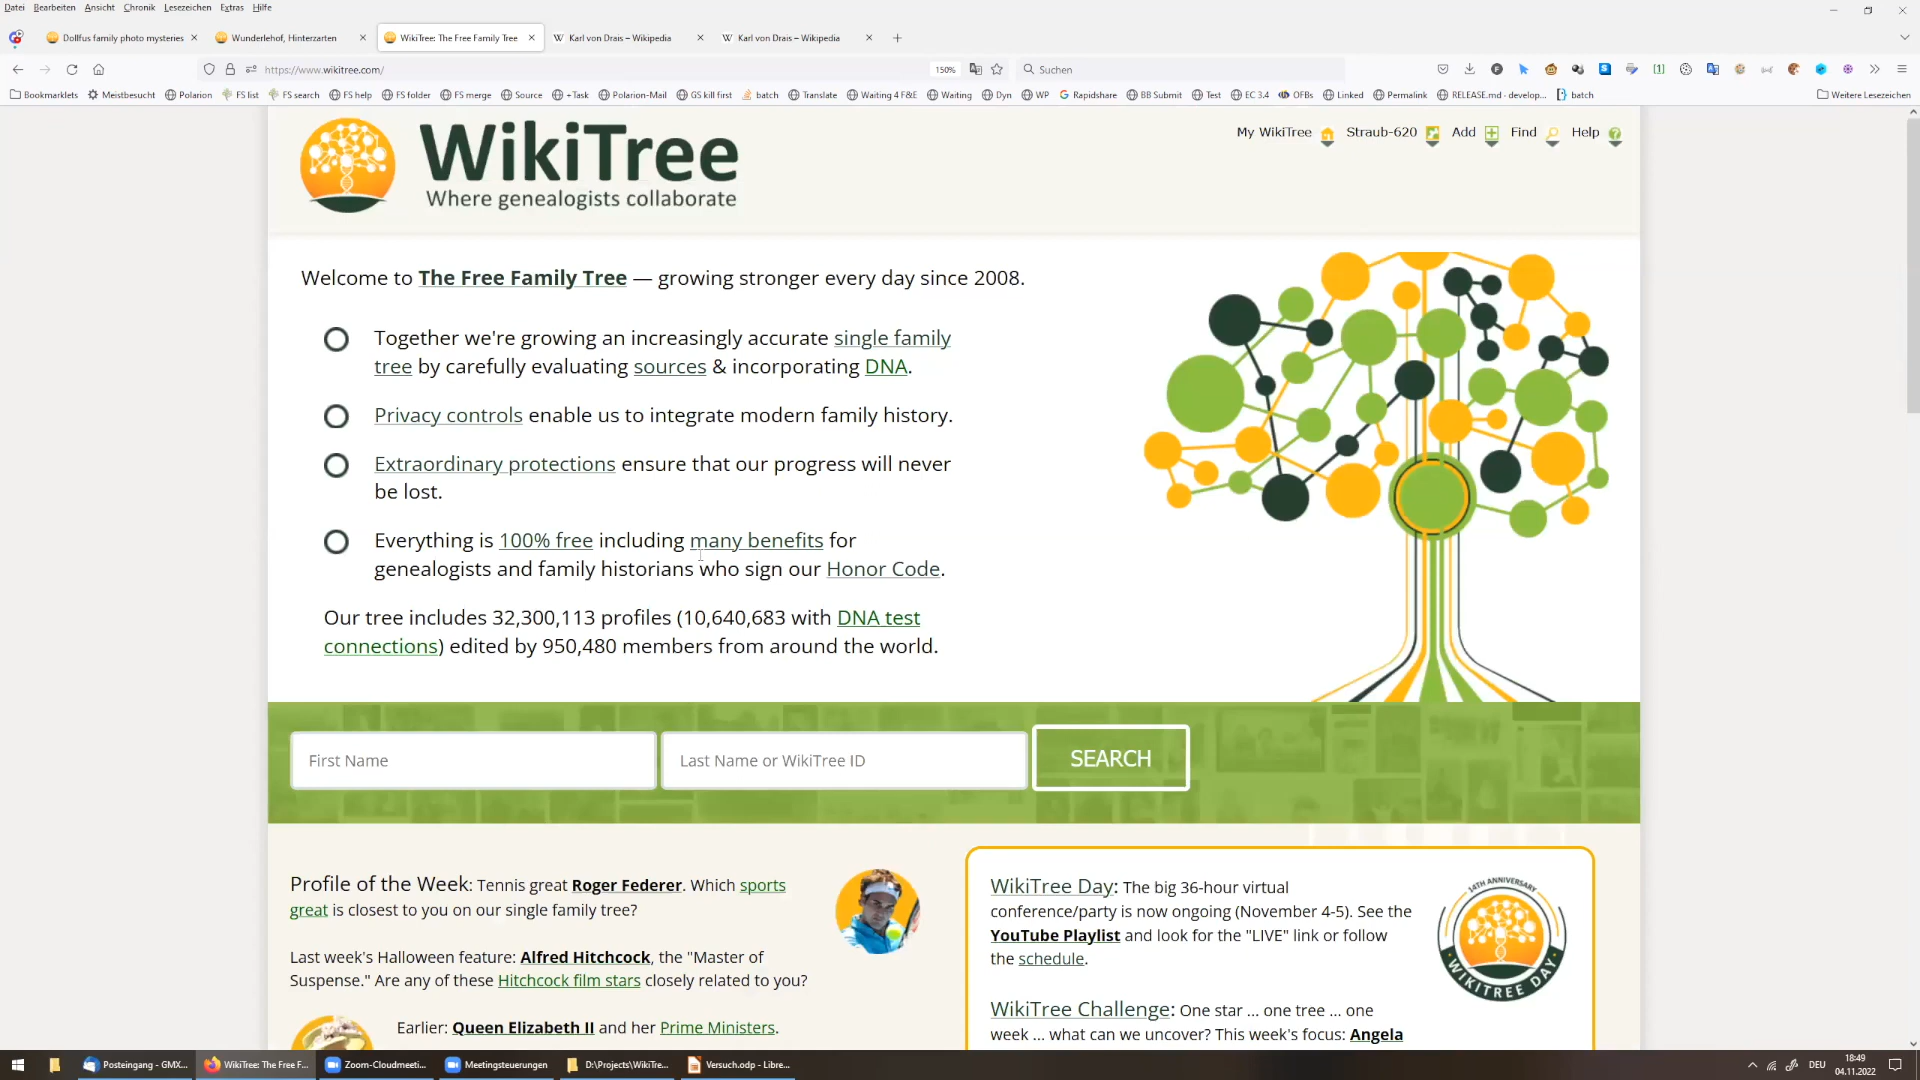 Datei Bearbeiten Ansicht Chronik Lesezeichen Extras Hilfe
Dollfus family photo mysteries
Wunderlehof, Hinterzarten
WikiTree: The Free Family Tree
Karl von Drais – Wikipedia
Karl von Drais – Wikipedia
https://www.wikitree.com/
150%
Suchen
Bookmarklets Meistbesucht Polarion FS list FS search FS help FS folder FS merge Source +Task Polarion-Mail GS kill first batch Translate Waiting 4 F&E Waiting Dyn WP Rapidshare BB Submit Test EC 3.4 OFBs Linked Permalink RELEASE.md - develop... batch Weitere Lesezeichen
WikiTree
Where genealogists collaborate
My WikiTree Straub-620 Add Find Help
Welcome to The Free Family Tree — growing stronger every day since 2008.
Together we're growing an increasingly accurate single family
tree by carefully evaluating sources & incorporating DNA.
Privacy controls enable us to integrate modern family history.
Extraordinary protections ensure that our progress will never
be lost.
Everything is 100% free including many benefits for
genealogists and family historians who sign our Honor Code.
Our tree includes 32,300,113 profiles (10,640,683 with DNA test
connections) edited by 950,480 members from around the world.
First Name
Last Name or WikiTree ID
SEARCH
Profile of the Week: Tennis great Roger Federer. Which sports
great is closest to you on our single family tree?
Last week's Halloween feature: Alfred Hitchcock, the "Master of
Suspense." Are any of these Hitchcock film stars closely related to you?
Earlier: Queen Elizabeth II and her Prime Ministers.
WikiTree Day: The big 36-hour virtual
conference/party is now ongoing (November 4-5). See the
YouTube Playlist and look for the "LIVE" link or follow
the schedule.
14TH ANNIVERSARY
WIKITREE DAY
WikiTree Challenge: One star ... one tree ... one
week ... what can we uncover? This week's focus: Angela
Posteingang - GMX...
WikiTree: The Free F...
Zoom-Cloudmeeti...
Meetingsteuerungen
D:\Projects\WikiTre...
Versuch.odp - Libre...
DEU
18:49
04.11.2022